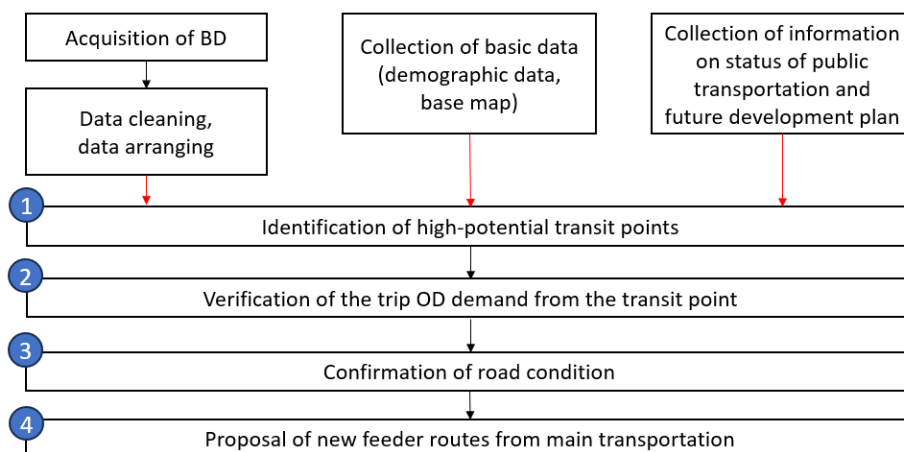 Acquisition of BD
Data cleaning,
data arranging
Collection of basic data
(demographic data,
base map)
Collection of information
on status of public
transportation and
future development plan
1
Identification of high-potential transit points
2
Verification of the trip OD demand from the transit point
3
Confirmation of road condition
4
Proposal of new feeder routes from main transportation